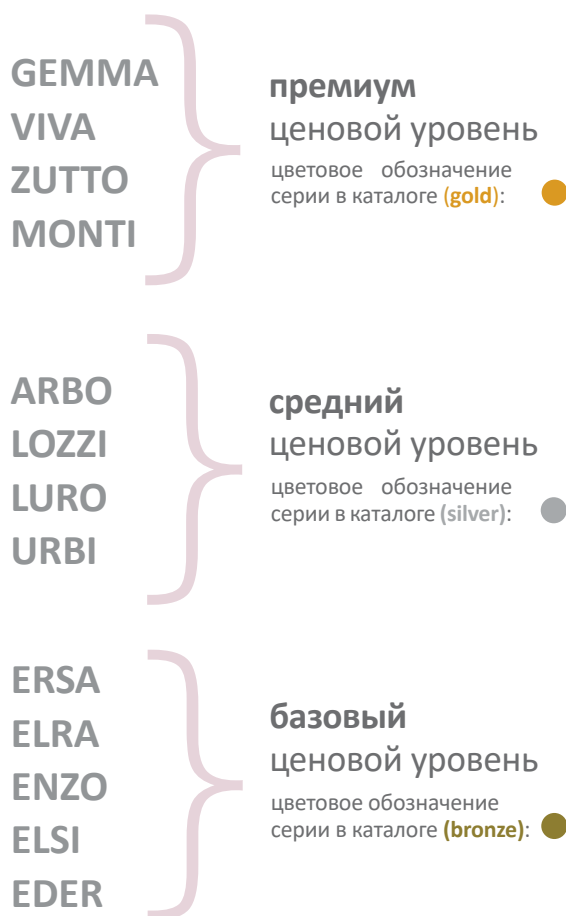 GEMMA
VIVA
ZUTTO
MONTI
премиум
ценовой уровень
цветовое обозначение
серии в каталоге (gold):
ARBO
LOZZI
LURO
URBI
средний
ценовой уровень
цветовое обозначение
серии в каталоге (silver):
ERSA
ELRA
ENZO
ELSI
EDER
базовый
ценовой уровень
цветовое обозначение
серии в каталоге (bronze):